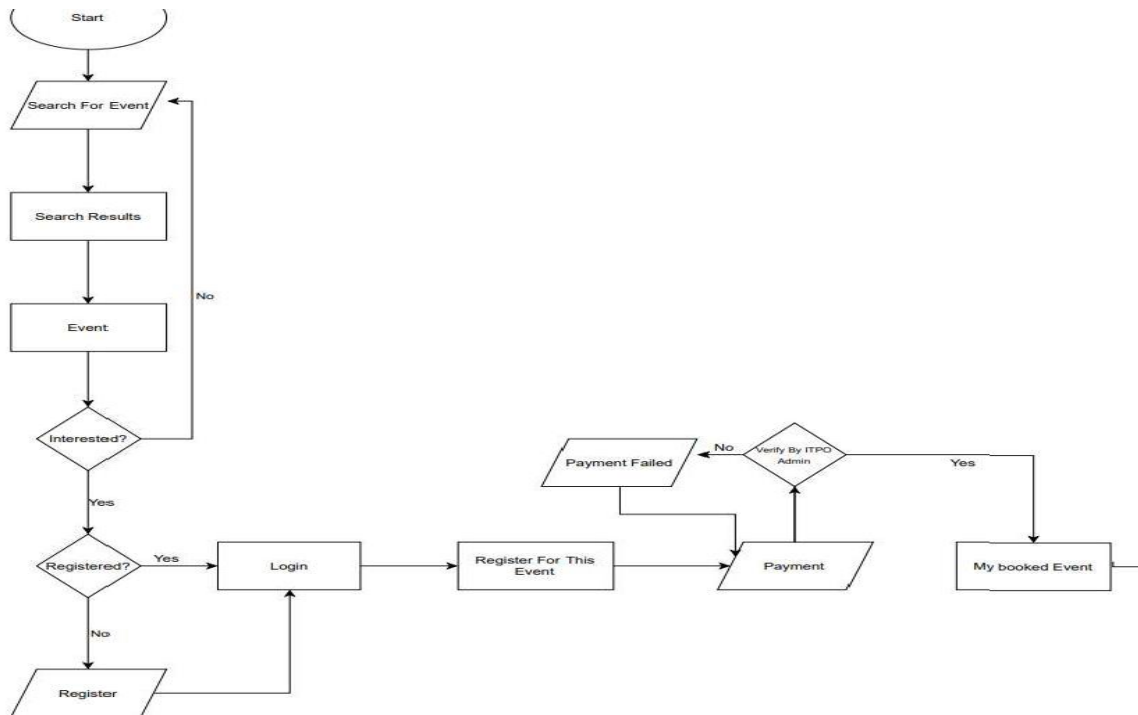 Start
Search For Event
Search Results
No
Event
Interested?
Yes
Registered?
Yes
Login
Register For This
Event
Payment Failed
No
Verify By ITPO
Admin
Yes
Payment
My booked Event
No
Register